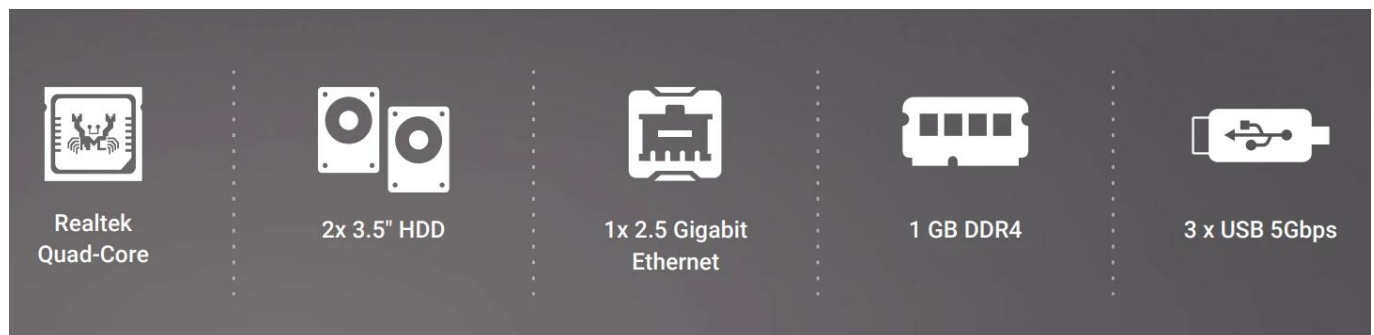 Realtek
Quad-Core
2x 3.5" HDD
1x 2.5 Gigabit
Ethernet
1 GB DDR4
3 x USB 5Gbps